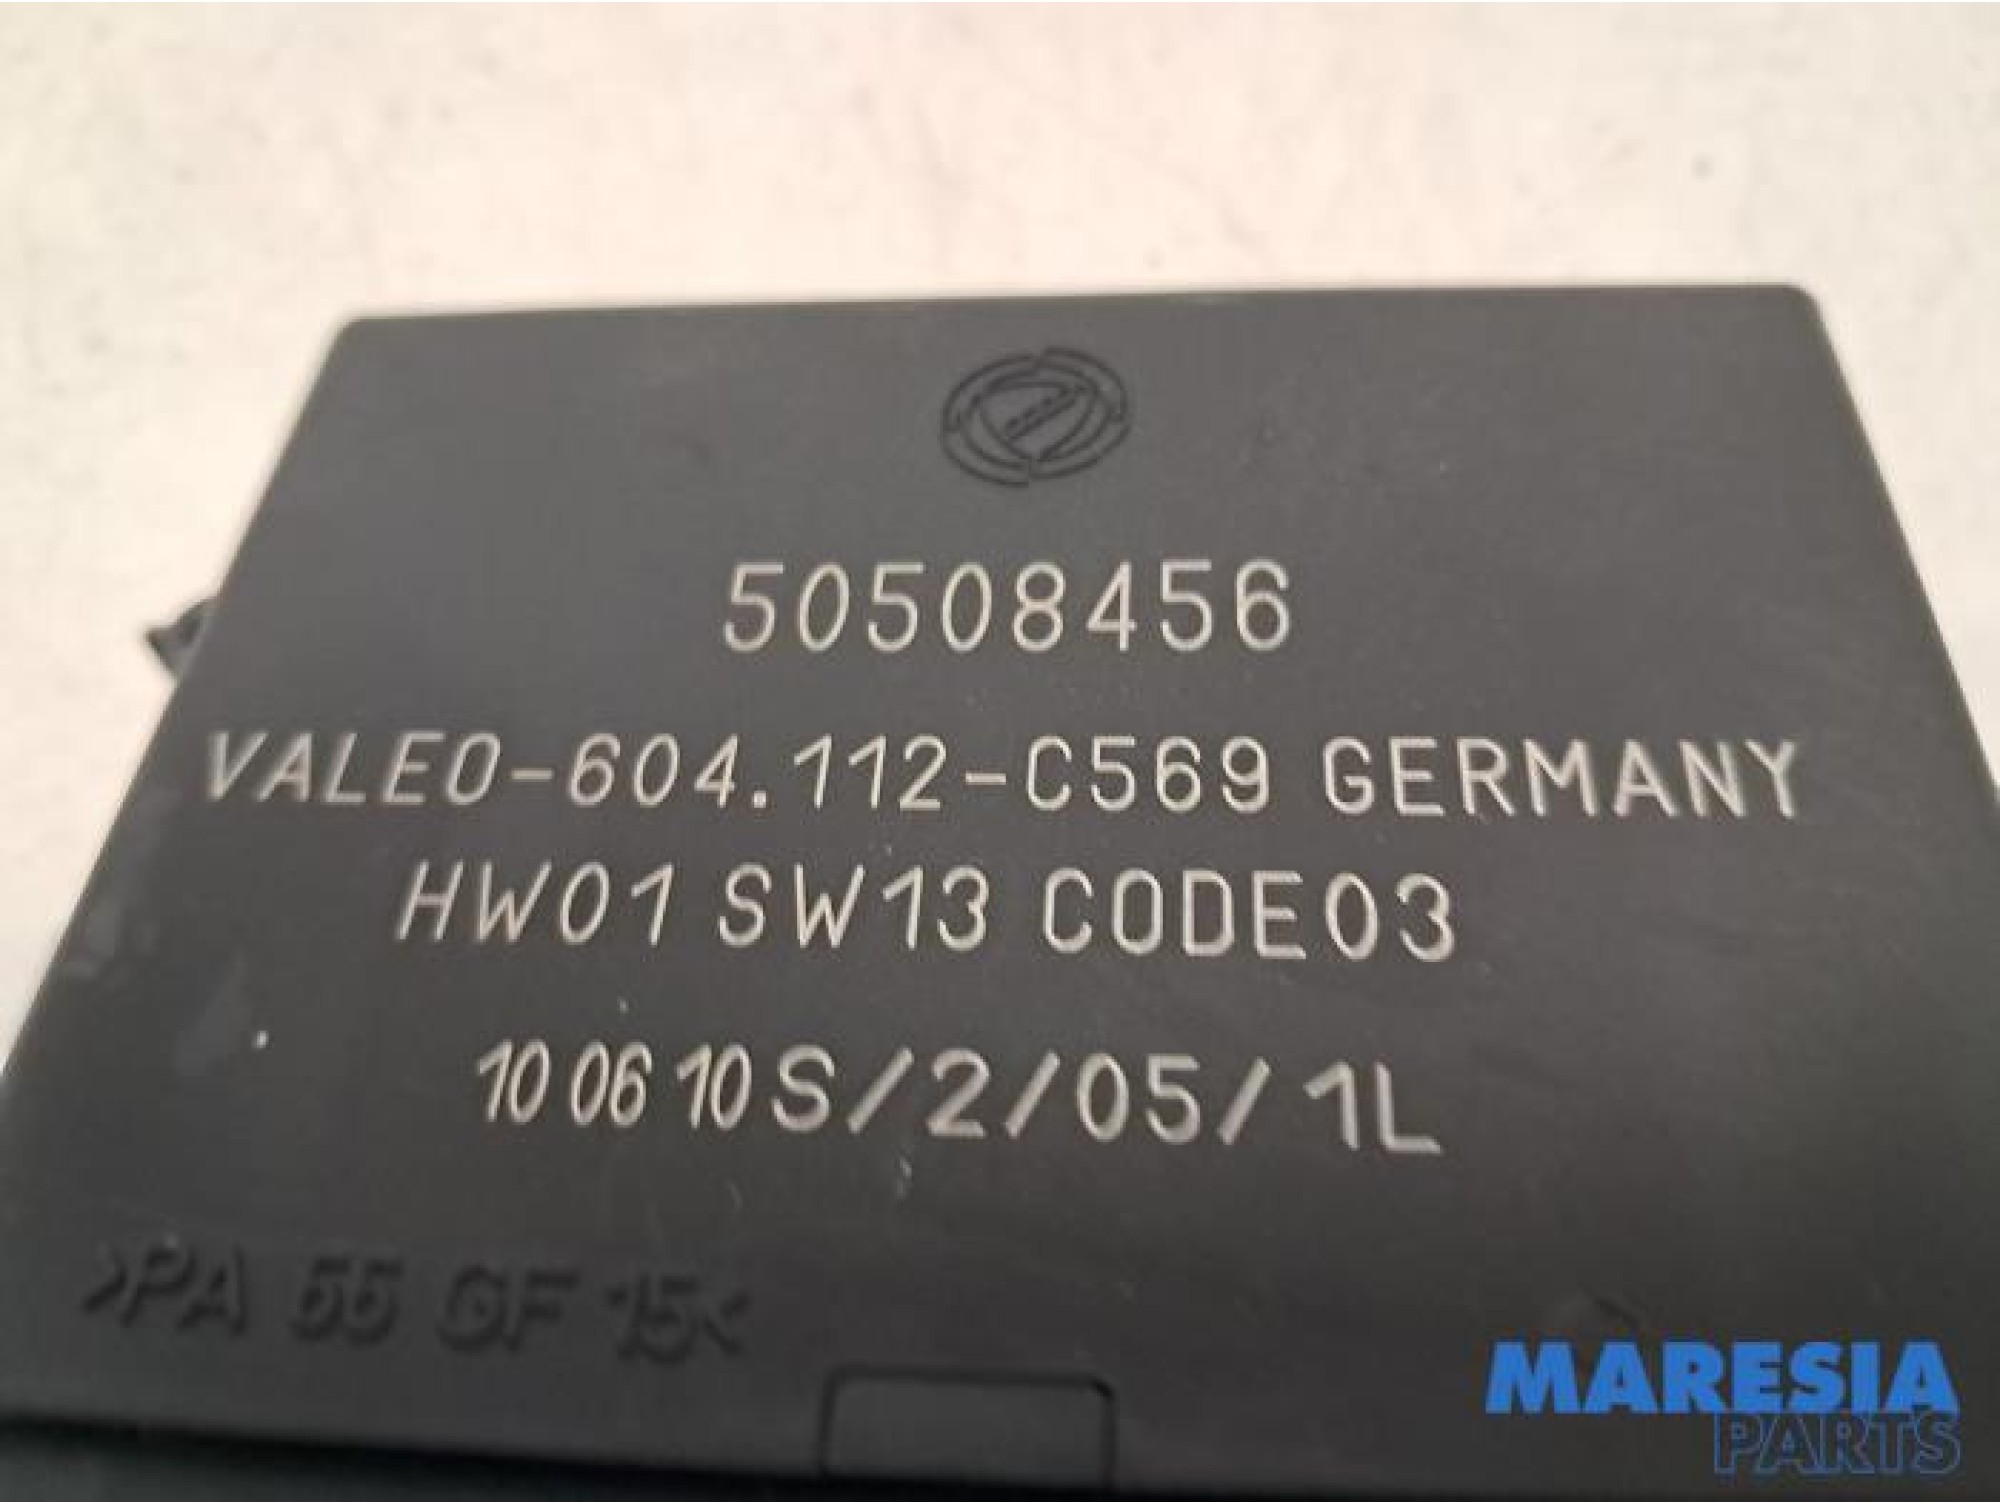 50508456
VALEO-604.112-C569 GERMANY
HW01 SW13 CODE03
10 06 10 S/2/05/1L
>PA 66 GF 15<
MARESIA
PARTS